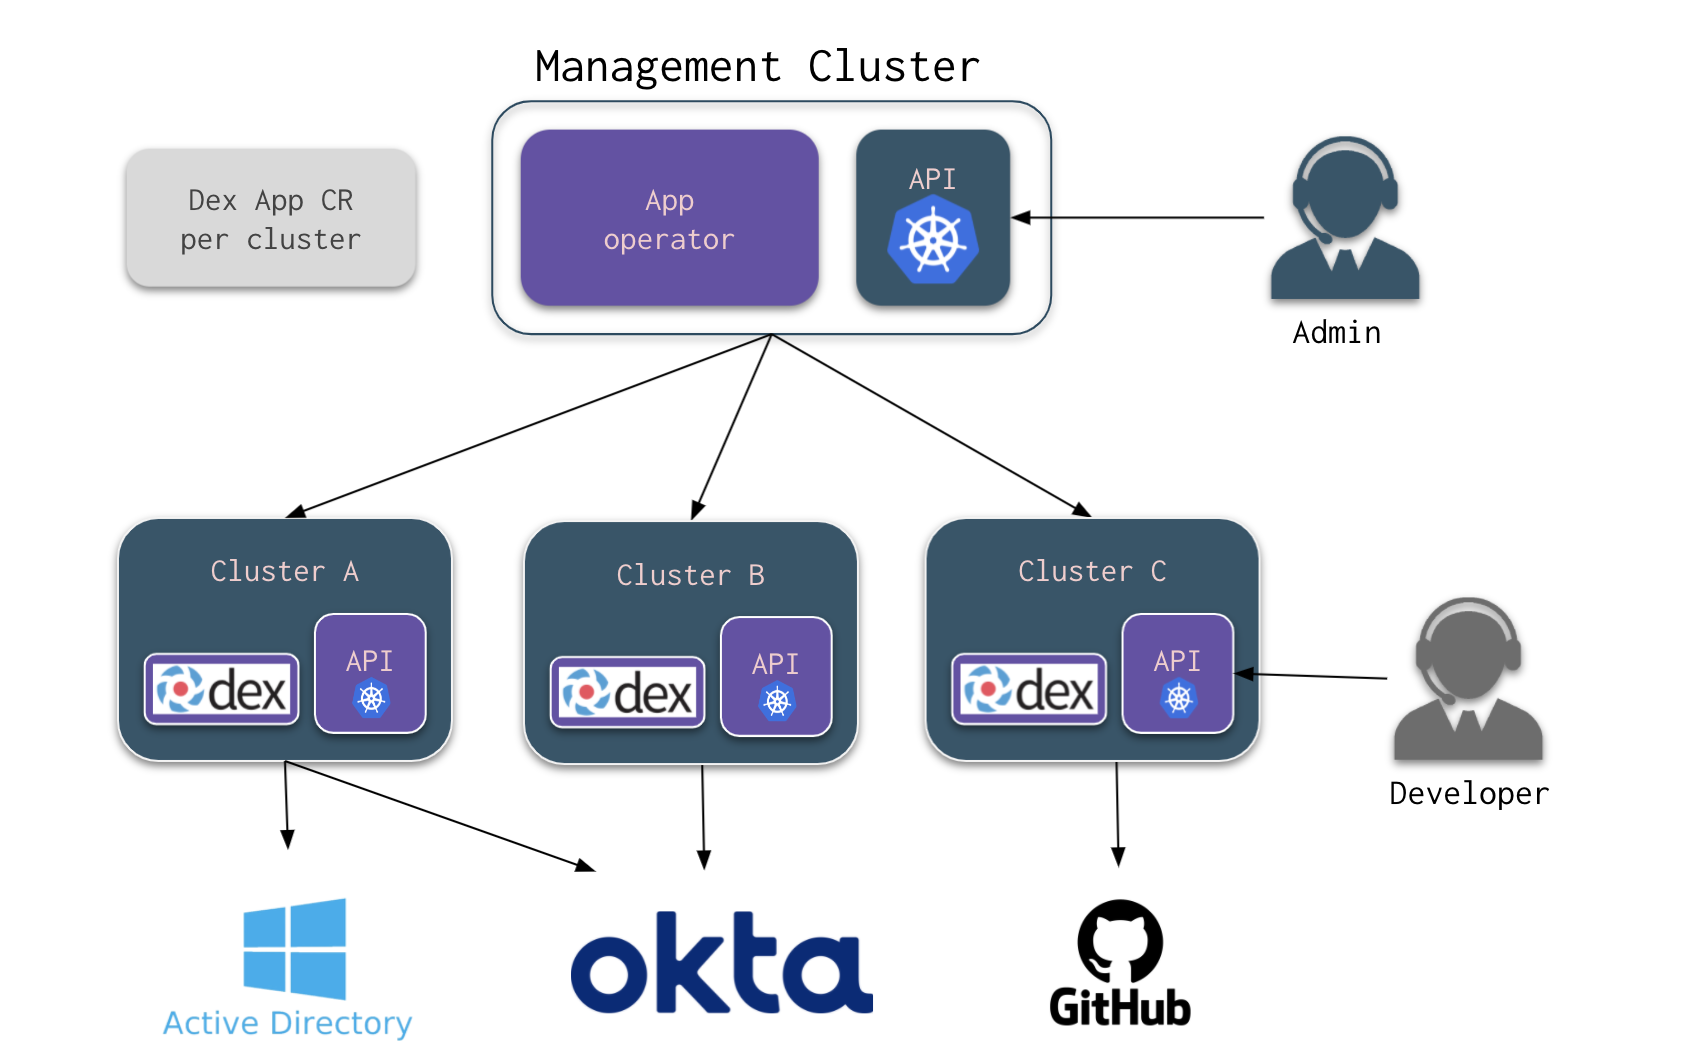 Management Cluster
Dex App CR
per cluster
App
operator
API
Admin
Cluster A
dex
API
Cluster B
dex
API
Cluster C
dex
API
Developer
Active Directory
okta
GitHub